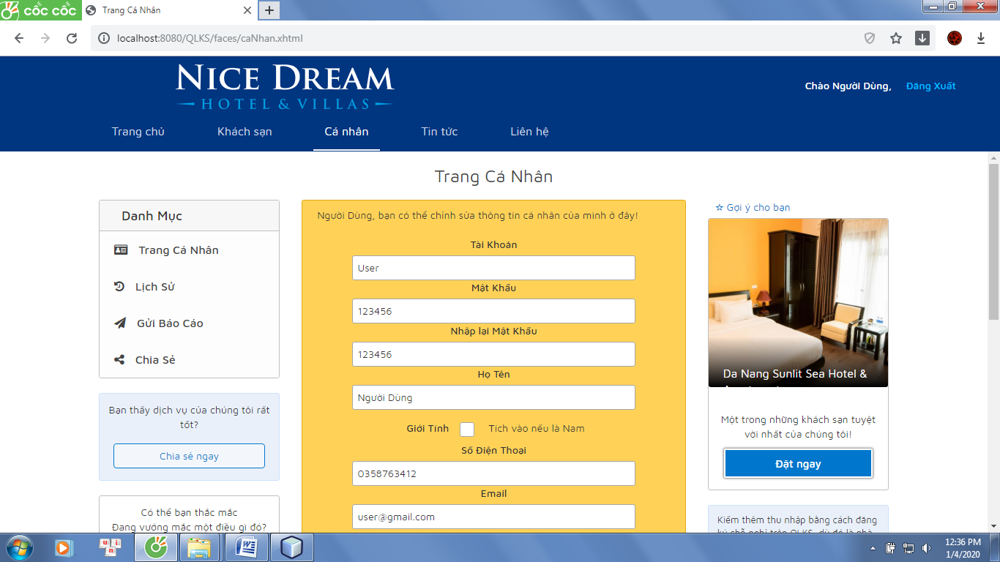 cốc cốc
Trang Cá Nhân
localhost:8080/QLKS/faces/caNhan.xhtml
NICE DREAM
HOTEL & VILLAS
Chào Người Dùng, Đăng Xuất
Trang chủ Khách sạn Cá nhân Tin tức Liên hệ
Trang Cá Nhân
Danh Mục
Trang Cá Nhân
Lịch Sử
Gửi Báo Cáo
Chia Sẻ
Bạn thấy dịch vụ của chúng tôi rất
tốt?
Chia sẻ ngay
Có thể bạn thắc mắc
Đang vướng mắc một điều gì đó?
Người Dùng, bạn có thể chỉnh sửa thông tin cá nhân của mình ở đây!
Tài Khoản
User
Mật Khẩu
123456
Nhập lại Mật Khẩu
123456
Họ Tên
Người Dùng
Giới Tính Tích vào nếu là Nam
Số Điện Thoại
0358763412
Email
user@gmail.com
Gợi ý cho bạn
Da Nang Sunlit Sea Hotel &
Một trong những khách sạn tuyệt
vời nhất của chúng tôi!
Đặt ngay
Kiếm thêm thu nhập bằng cách đăng
ký chỗ nghỉ trên QLKS, dù đó là nhà
uni
n
W
12:36 PM
1/4/2020